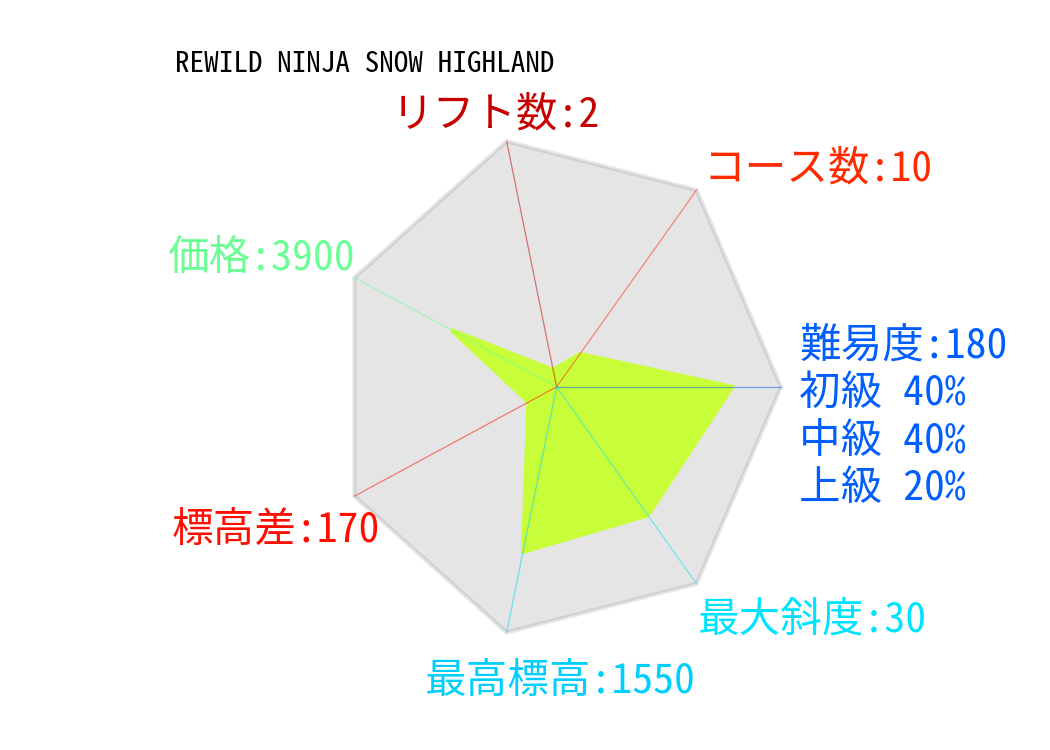 REWILD NINJA SNOW HIGHLAND
リフト数:2
コース数:10
価格:3900
難易度:180
初級 40%
中級 40%
上級 20%
標高差:170
最大斜度:30
最高標高:1550